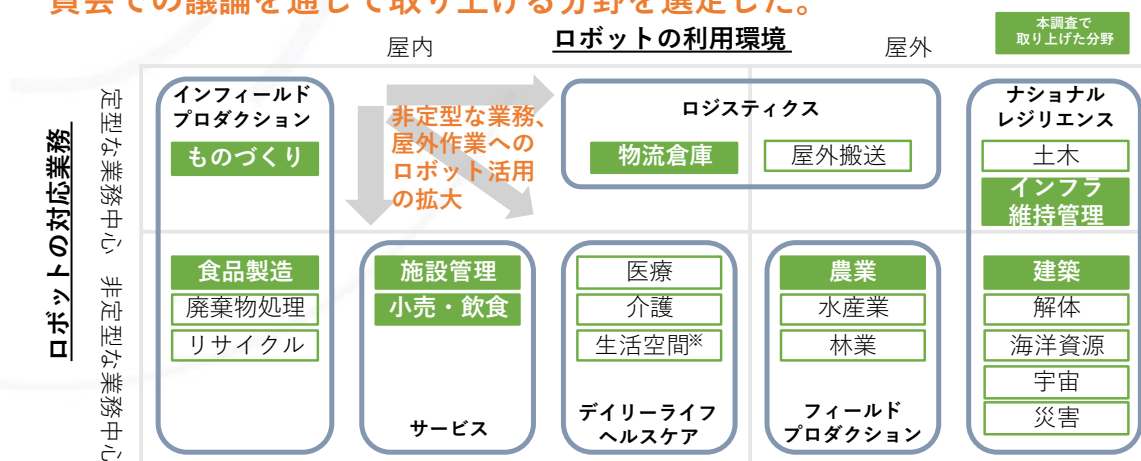 員会での議論を通じて取り上げる分野を選定した。
ロボットの利用環境
屋内
屋外
本調査で
取り上げた分野
ロボットの対応業務
定型な業務中心
非定型な業務中心
インフィールド
プロダクション
ものづくり
食品製造
廃棄物処理
リサイクル
非定型な業務、
屋外作業への
ロボット活用
の拡大
ロジスティクス
物流倉庫
屋外搬送
ナショナル
レジリエンス
土木
インフラ
維持管理
建築
解体
海洋資源
宇宙
災害
施設管理
小売・飲食
サービス
医療
介護
生活空間※
デイリーライフ
ヘルスケア
農業
水産業
林業
フィールド
プロダクション